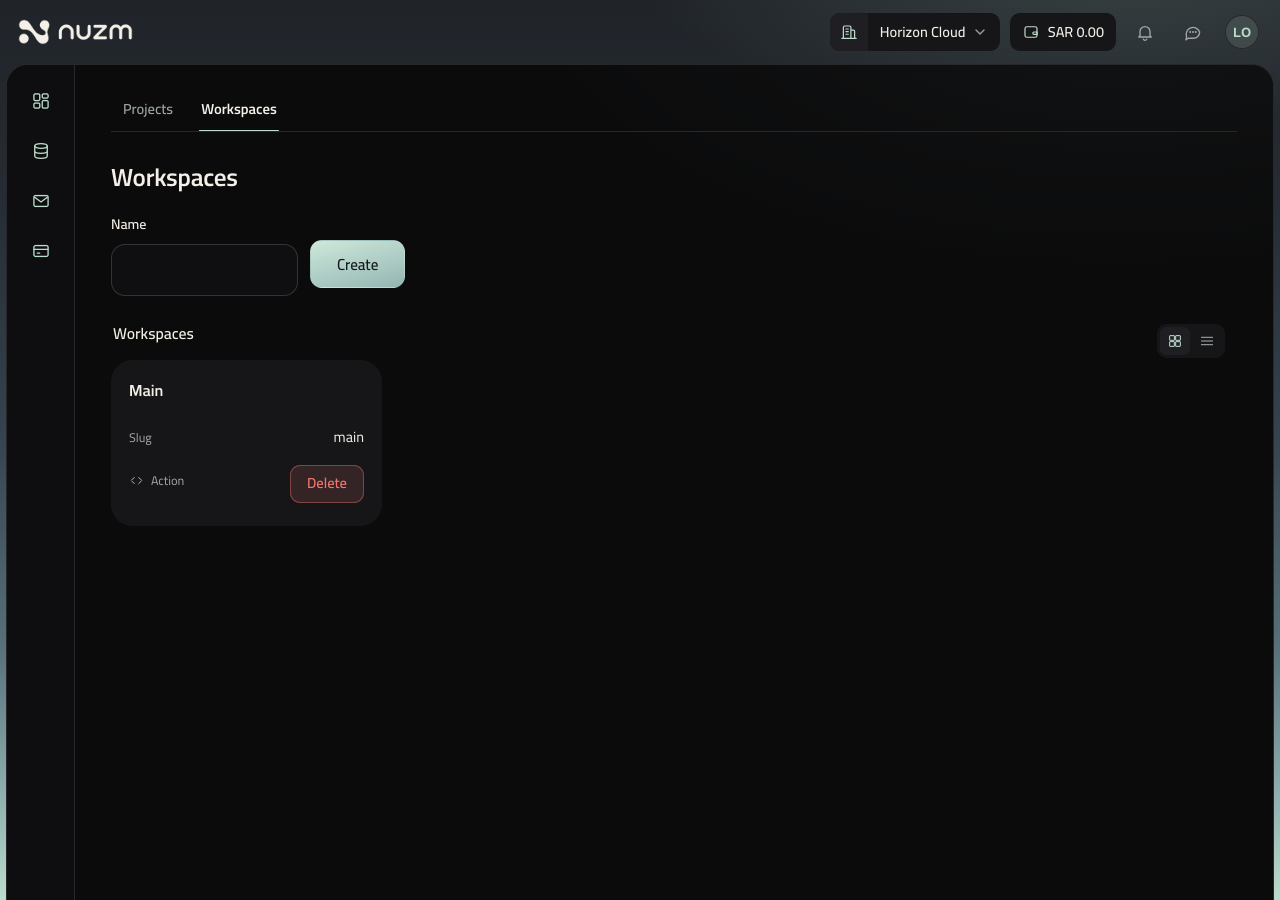 nuzm
Horizon Cloud
SAR 0.00
LO
Projects
Workspaces
Workspaces
Name
Create
Workspaces
Main
Slug
main
Action
Delete